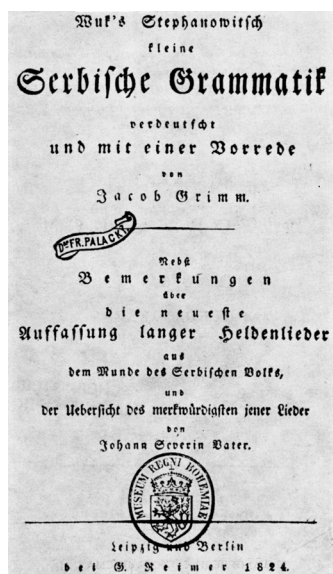 Wuk's Stephanowitsch
kleine
Serbische Grammatik
verdeutscht
und mit einer Vorrede
von
Jacob Grimm.
Dr FR. PALACKÝ
Nebst
Bemerkungen
über
die neueste
Auffassung langer Heldenlieder
aus
dem Munde des Serbischen Volks,
und
der Uebersicht des merkwürdigsten jener Lieder
von
Johann Severin Vater.
MUSEUM REGNI BOHEMIAE
Leipzig und Berlin
bei G. Reimer 1824.